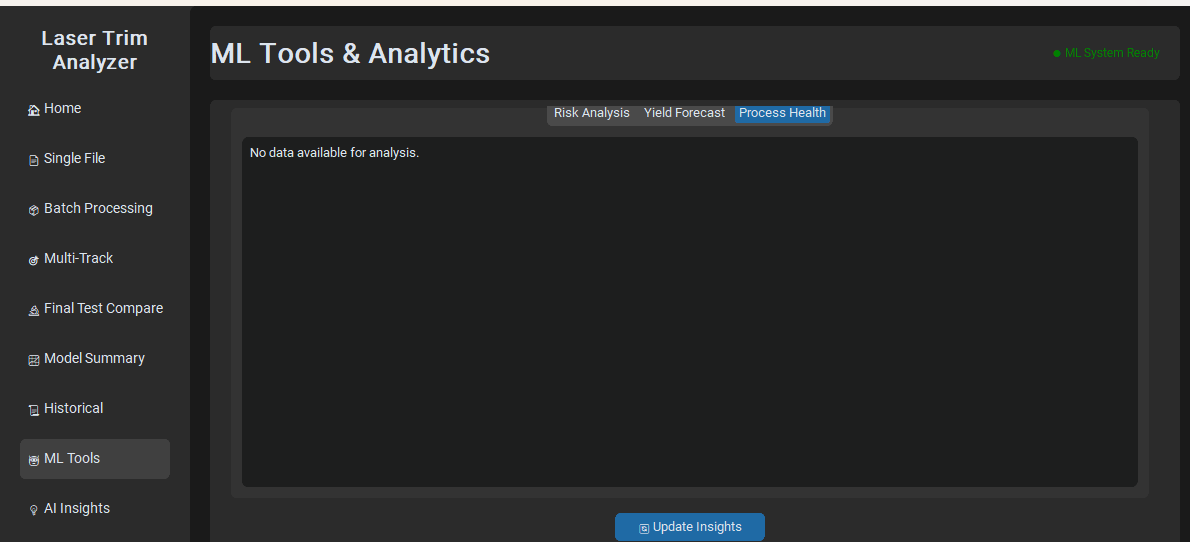 Laser Trim
Analyzer
Home
Single File
Batch Processing
Multi-Track
Final Test Compare
Model Summary
Historical
ML Tools
AI Insights
ML Tools & Analytics
● ML System Ready
Risk Analysis Yield Forecast Process Health
No data available for analysis.
Update Insights